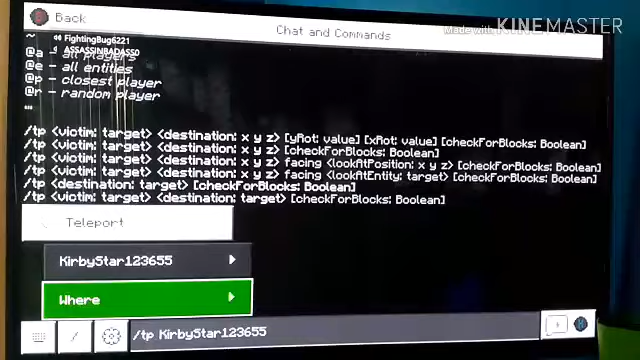 Back
Chat and Commands
Made with KINEMASTER
~
FightingBug6221
ASSASSINBADASS0
@a - all players
@e - all entities
@p - closest player
@r - random player
...
/tp <victim: target> <destination: x y z> [yRot: value] [xRot: value] [checkForBlocks: Boolean]
/tp <victim: target> <destination: x y z> [checkForBlocks: Boolean]
/tp <victim: target> <destination: x y z> facing <lookAtPosition: x y z> [checkForBlocks: Boolean]
/tp <victim: target> <destination: x y z> facing <lookAtEntity: target> [checkForBlocks: Boolean]
/tp <destination: target> [checkForBlocks: Boolean]
/tp <victim: target> <destination: target> [checkForBlocks: Boolean]
Teleport
KirbyStar123655
Where
/tp KirbyStar123655